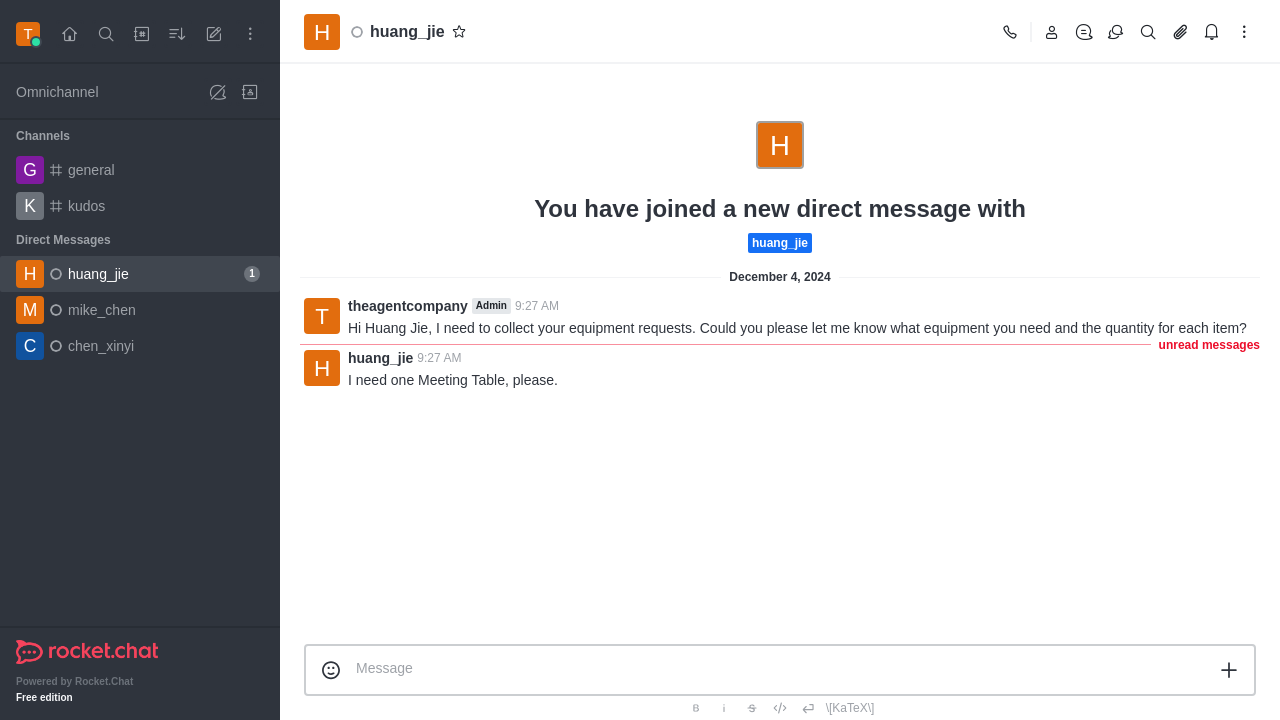 T
Omnichannel
Channels
G general
K kudos
Direct Messages
H huang_jie 1
M mike_chen
C chen_xinyi
rocket.chat
Powered by Rocket.Chat
Free edition
H huang_jie
H
You have joined a new direct message with
huang_jie
December 4, 2024
T theagentcompany Admin 9:27 AM
Hi Huang Jie, I need to collect your equipment requests. Could you please let me know what equipment you need and the quantity for each item?
unread messages
H huang_jie 9:27 AM
I need one Meeting Table, please.
Message
B i S \[KaTeX\]